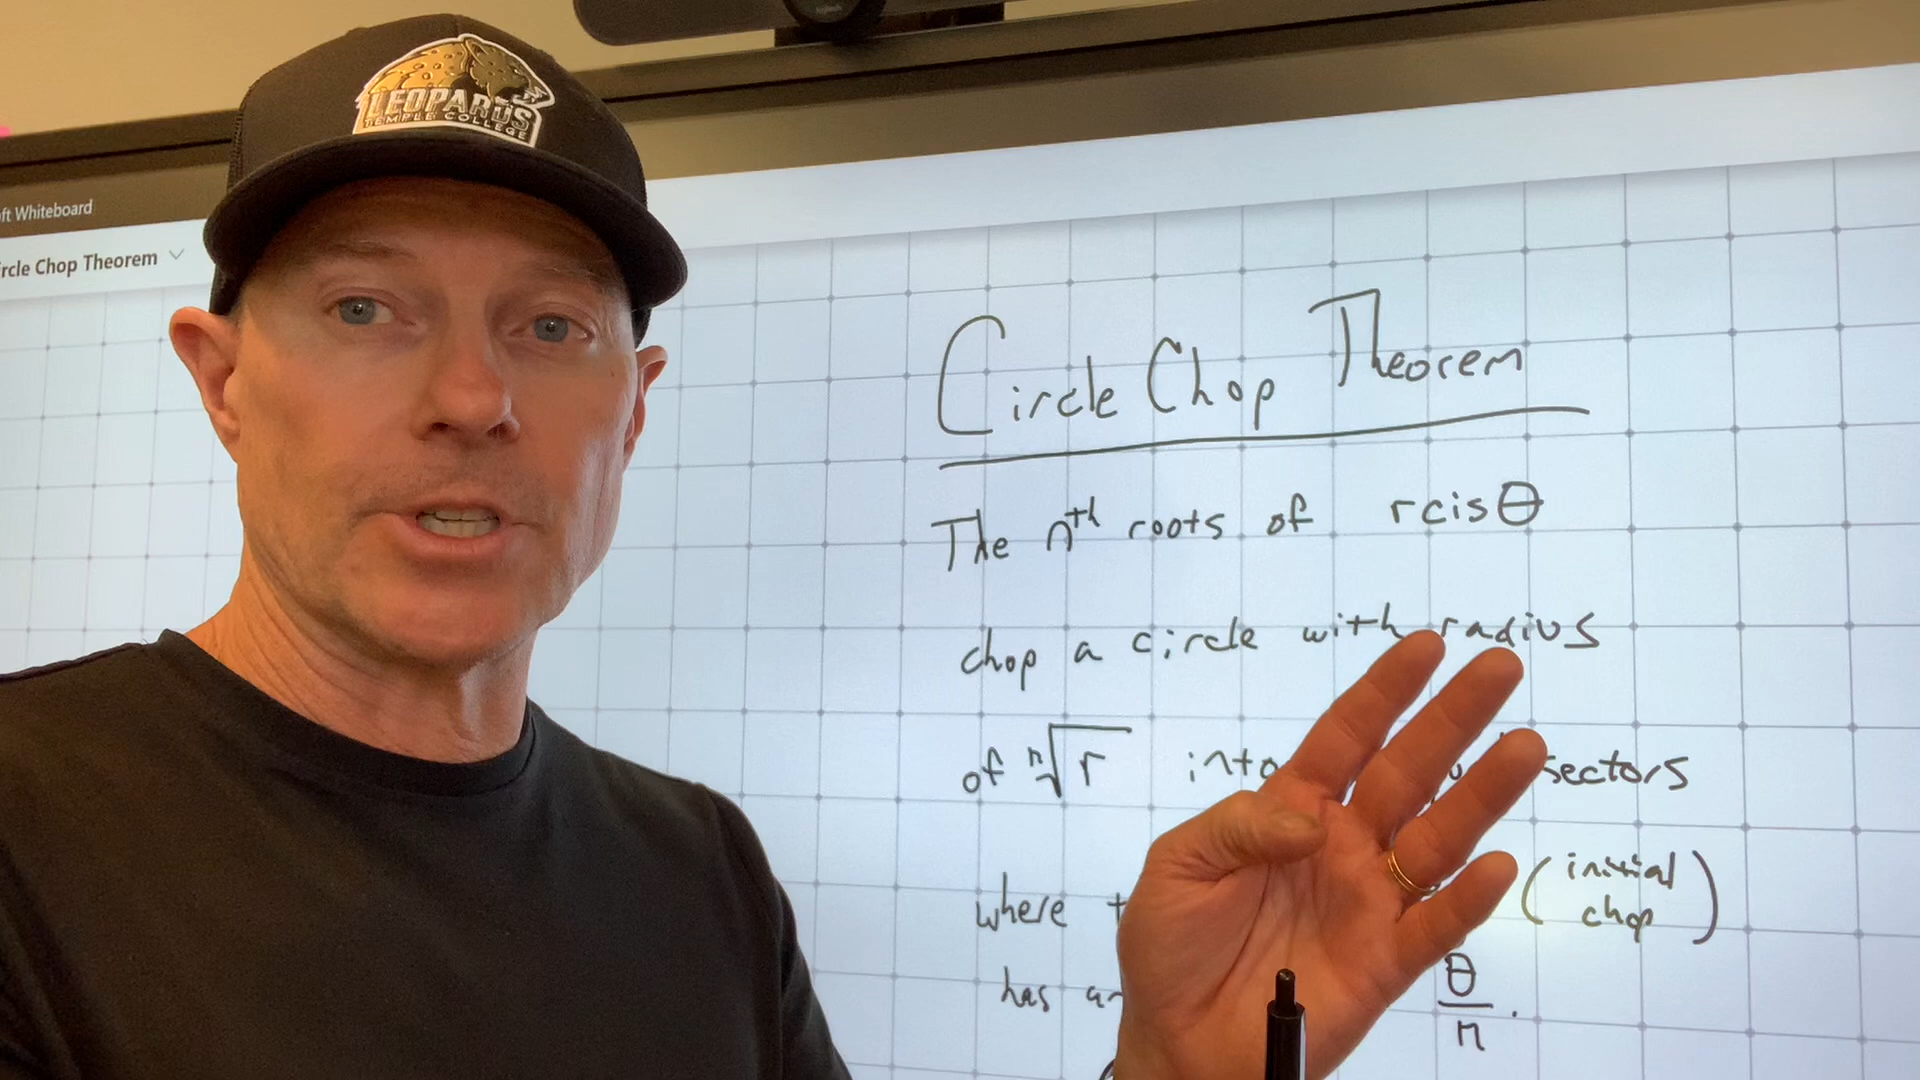 LEOPARDS
TEMPLE COLLEGE
ft Whiteboard
rcle Chop Theorem
Circle Chop Theorem
The nth roots of rcisθ
chop a circle with radius
of ⁿ√r into sectors
where (initial chop)
has θ/n.